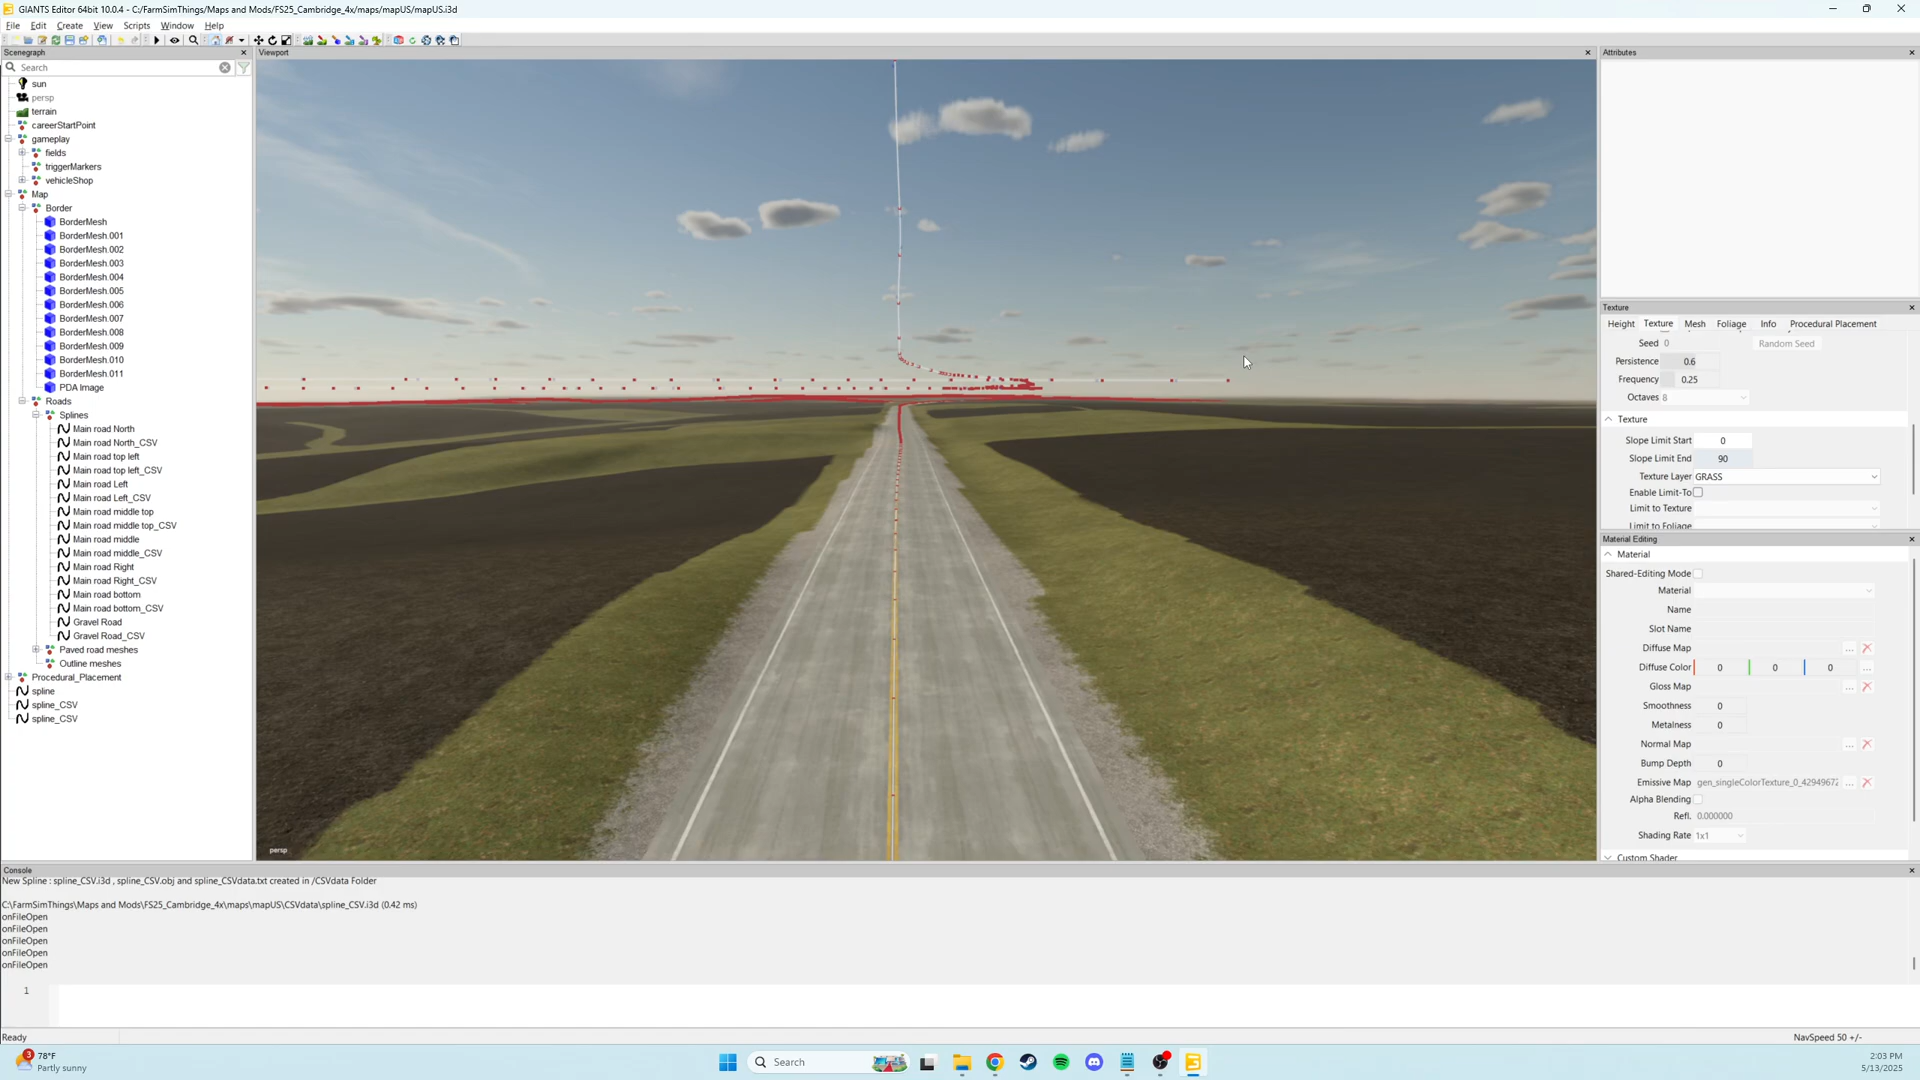 GIANTS Editor 64bit 10.0.4 - C:/FarmSimThings/Maps and Mods/FS25_Cambridge_4x/maps/mapUS/mapUS.i3d
File Edit Create View Scripts Window Help
Scenegraph
Search
sun
persp
terrain
careerStartPoint
gameplay
fields
triggerMarkers
vehicleShop
Map
Border
BorderMesh
BorderMesh.001
BorderMesh.002
BorderMesh.003
BorderMesh.004
BorderMesh.005
BorderMesh.006
BorderMesh.007
BorderMesh.008
BorderMesh.009
BorderMesh.010
BorderMesh.011
PDA Image
Roads
Splines
Main road North
Main road North_CSV
Main road top left
Main road top left_CSV
Main road Left
Main road Left_CSV
Main road middle top
Main road middle top_CSV
Main road middle
Main road middle_CSV
Main road Right
Main road Right_CSV
Main road bottom
Main road bottom_CSV
Gravel Road
Gravel Road_CSV
Paved road meshes
Outline meshes
Procedural_Placement
spline
spline_CSV
spline_CSV
Viewport
persp
Attributes
Texture
Height Texture Mesh Foliage Info Procedural Placement
Seed 0 Random Seed
Persistence 0.6
Frequency 0.25
Octaves 8
Texture
Slope Limit Start 0
Slope Limit End 90
Texture Layer GRASS
Enable Limit-To
Limit to Texture
Limit to Foliage
Material Editing
Material
Shared-Editing Mode
Material
Name
Slot Name
Diffuse Map ...
Diffuse Color 0 0 0 ...
Gloss Map ...
Smoothness 0
Metalness 0
Normal Map ...
Bump Depth 0
Emissive Map gen_singleColorTexture_0_4294967 ...
Alpha Blending
Refl. 0.000000
Shading Rate 1x1
Custom Shader
Console
New Spline : spline_CSV.i3d , spline_CSV.obj and spline_CSVdata.txt created in /CSVdata Folder
C:\FarmSimThings\Maps and Mods\FS25_Cambridge_4x\maps\mapUS\CSVdata\spline_CSV.i3d (0.42 ms)
onFileOpen
onFileOpen
onFileOpen
onFileOpen
onFileOpen
1
Ready
NavSpeed 50 +/-
3
78°F
Partly sunny
Search
2:03 PM
5/13/2025